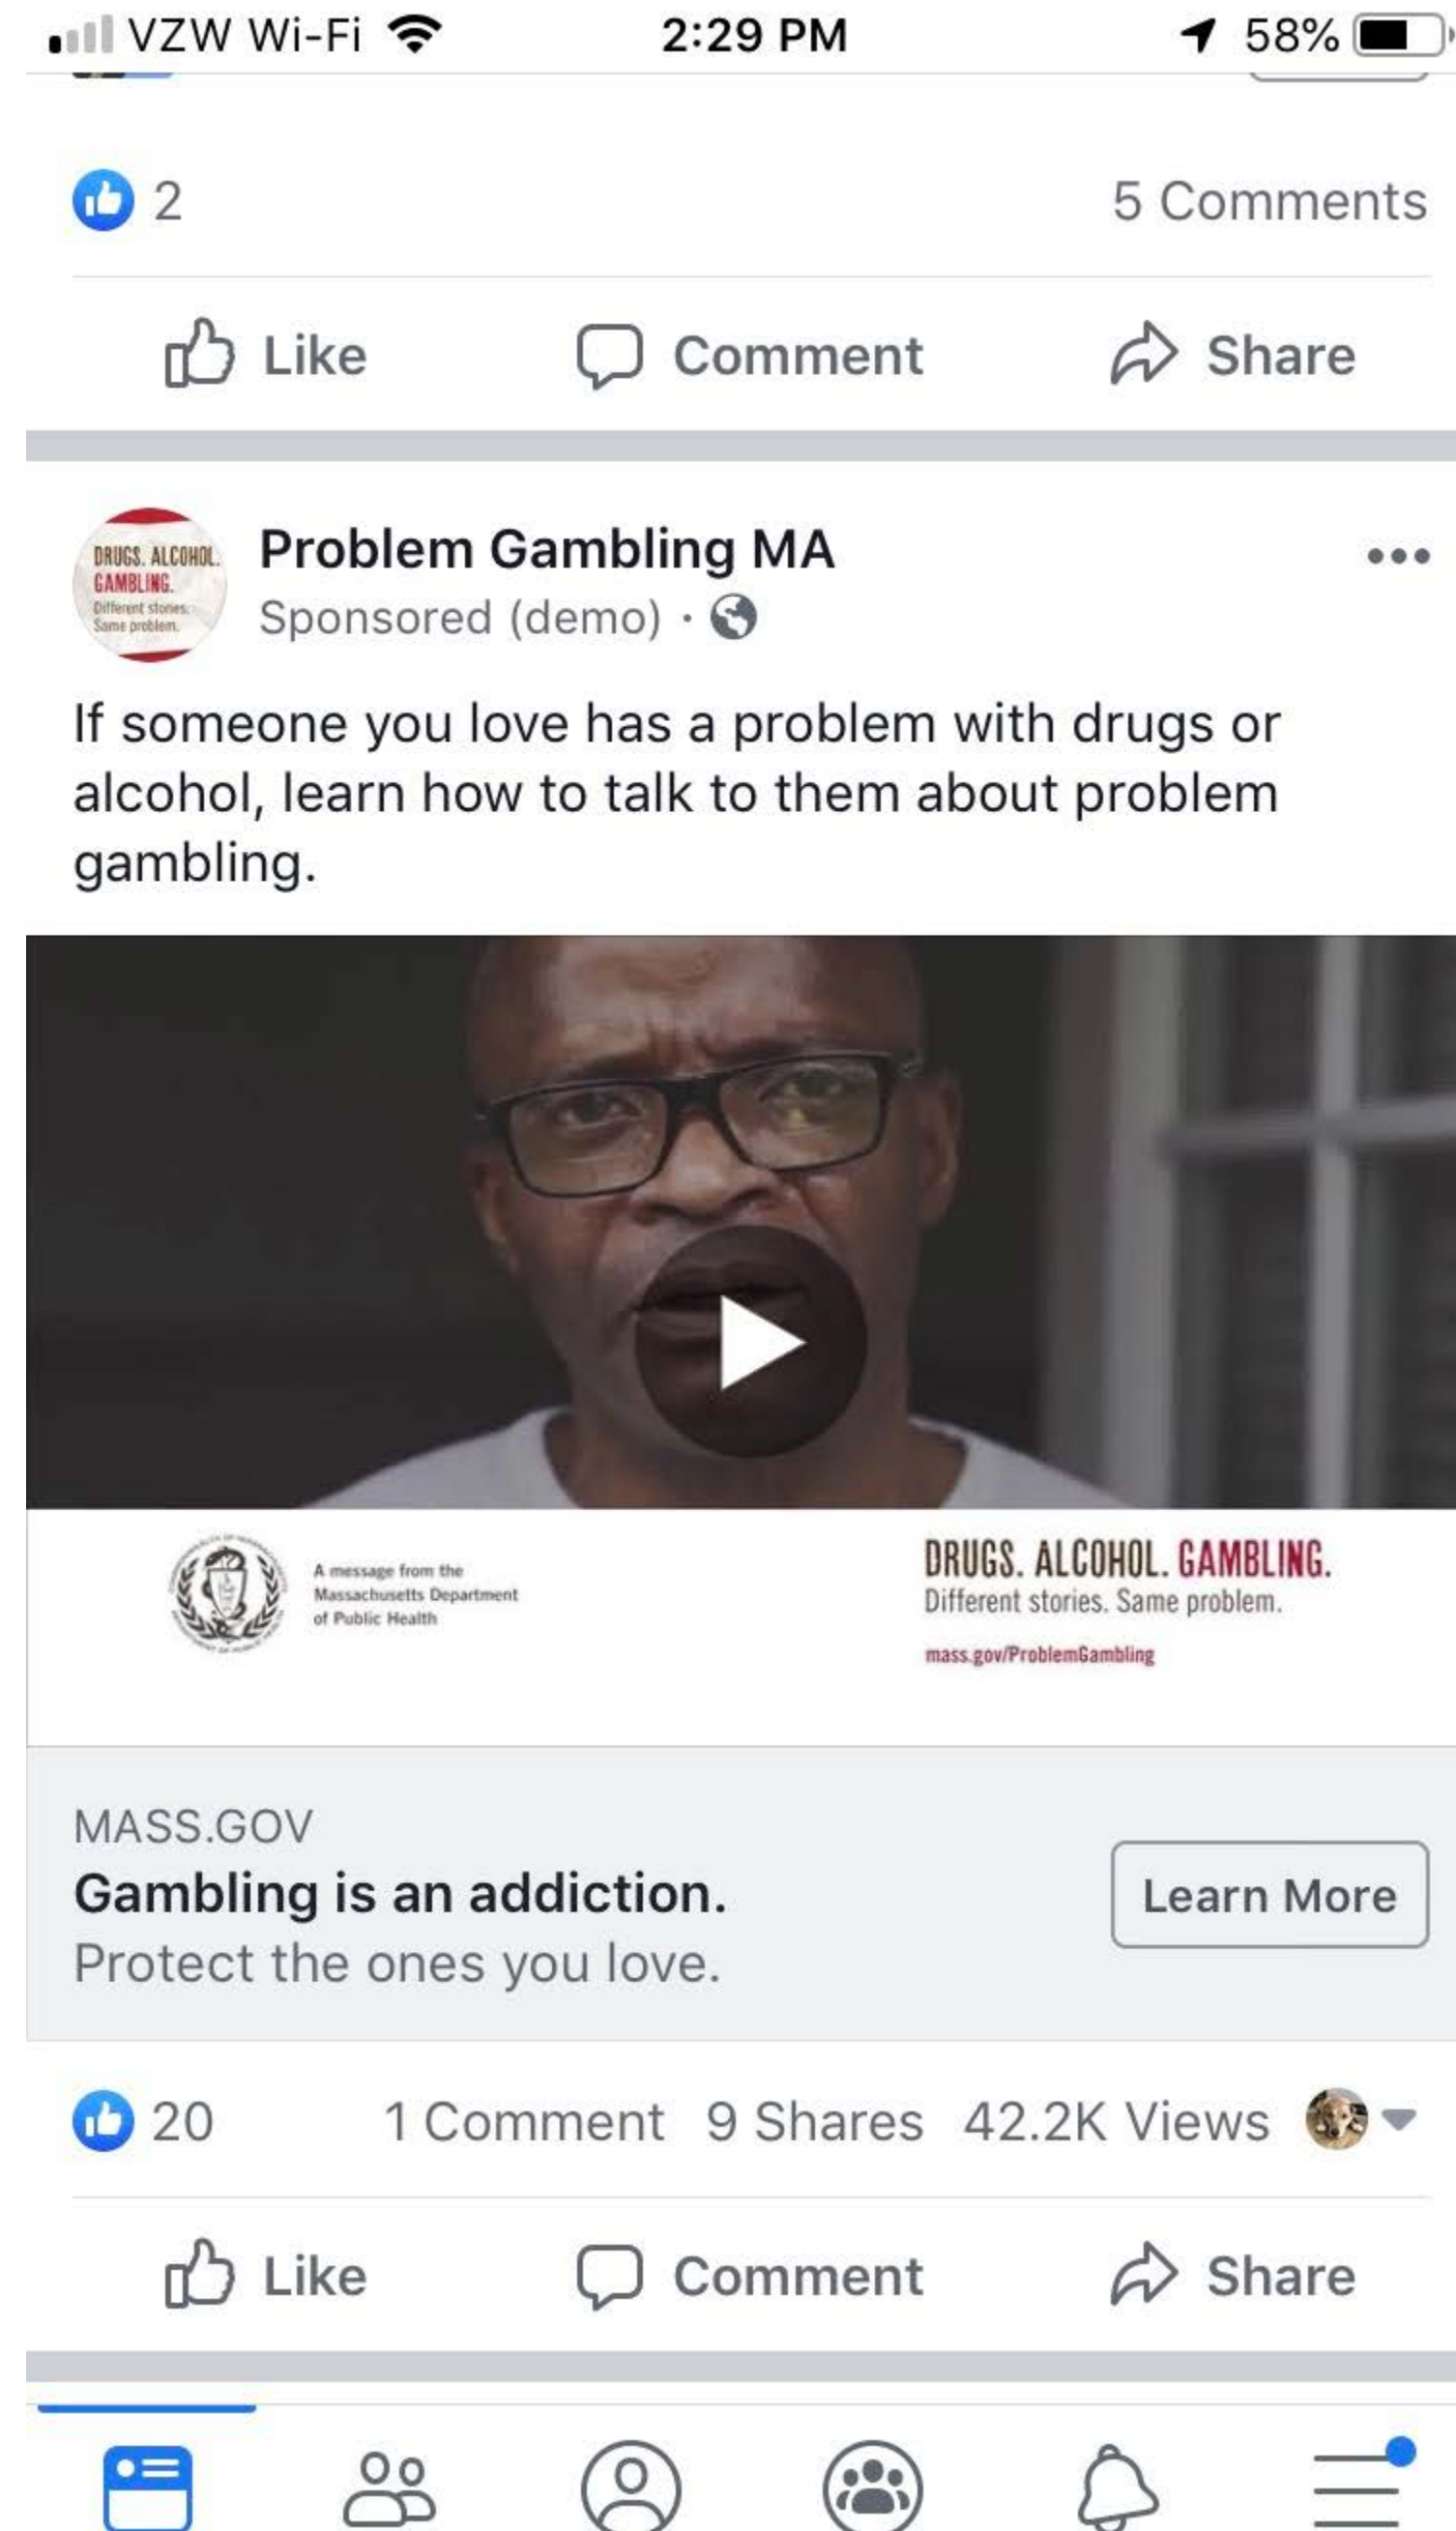 VZW Wi-Fi 2:29 PM 58%
2 5 Comments
Like Comment Share
DRUGS. ALCOHOL.
GAMBLING.
Different stories.
Same problem.
Problem Gambling MA
Sponsored (demo) ·
If someone you love has a problem with drugs or
alcohol, learn how to talk to them about problem
gambling.
A message from the
Massachusetts Department
of Public Health
DRUGS. ALCOHOL. GAMBLING.
Different stories. Same problem.
mass.gov/ProblemGambling
MASS.GOV
Gambling is an addiction.
Protect the ones you love.
Learn More
20 1 Comment 9 Shares 42.2K Views
Like Comment Share